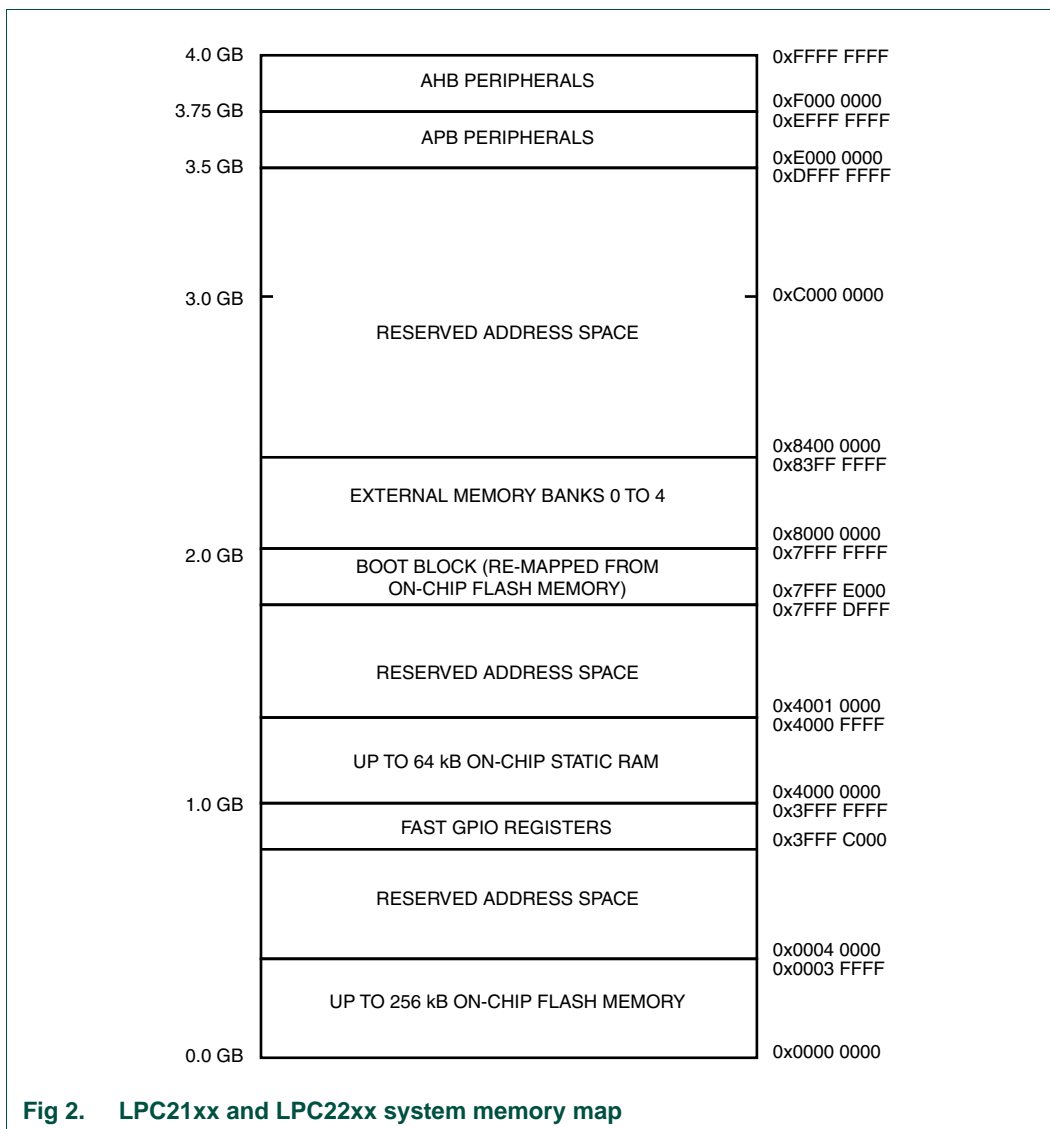 4.0 GB
0xFFFF FFFF
AHB PERIPHERALS
0xF000 0000
3.75 GB
0xEFFF FFFF
APB PERIPHERALS
0xE000 0000
3.5 GB
0xDFFF FFFF
3.0 GB
0xC000 0000
RESERVED ADDRESS SPACE
0x8400 0000
0x83FF FFFF
EXTERNAL MEMORY BANKS 0 TO 4
0x8000 0000
2.0 GB
0x7FFF FFFF
BOOT BLOCK (RE-MAPPED FROM
ON-CHIP FLASH MEMORY)
0x7FFF E000
0x7FFF DFFF
RESERVED ADDRESS SPACE
0x4001 0000
0x4000 FFFF
UP TO 64 kB ON-CHIP STATIC RAM
0x4000 0000
1.0 GB
0x3FFF FFFF
FAST GPIO REGISTERS
0x3FFF C000
RESERVED ADDRESS SPACE
0x0004 0000
0x0003 FFFF
UP TO 256 kB ON-CHIP FLASH MEMORY
0.0 GB
0x0000 0000
Fig 2. LPC21xx and LPC22xx system memory map